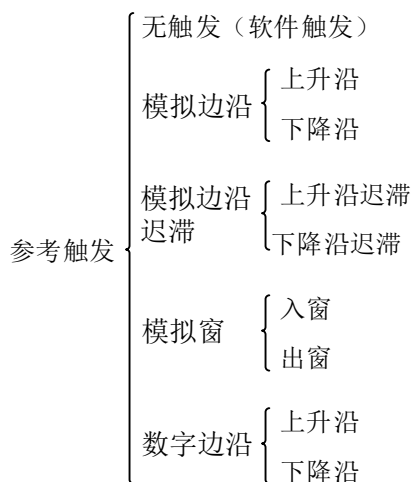 无触发（软件触发）
模拟边沿
上升沿
下降沿
模拟边沿
迟滞
上升沿迟滞
下降沿迟滞
参考触发
模拟窗
入窗
出窗
数字边沿
上升沿
下降沿